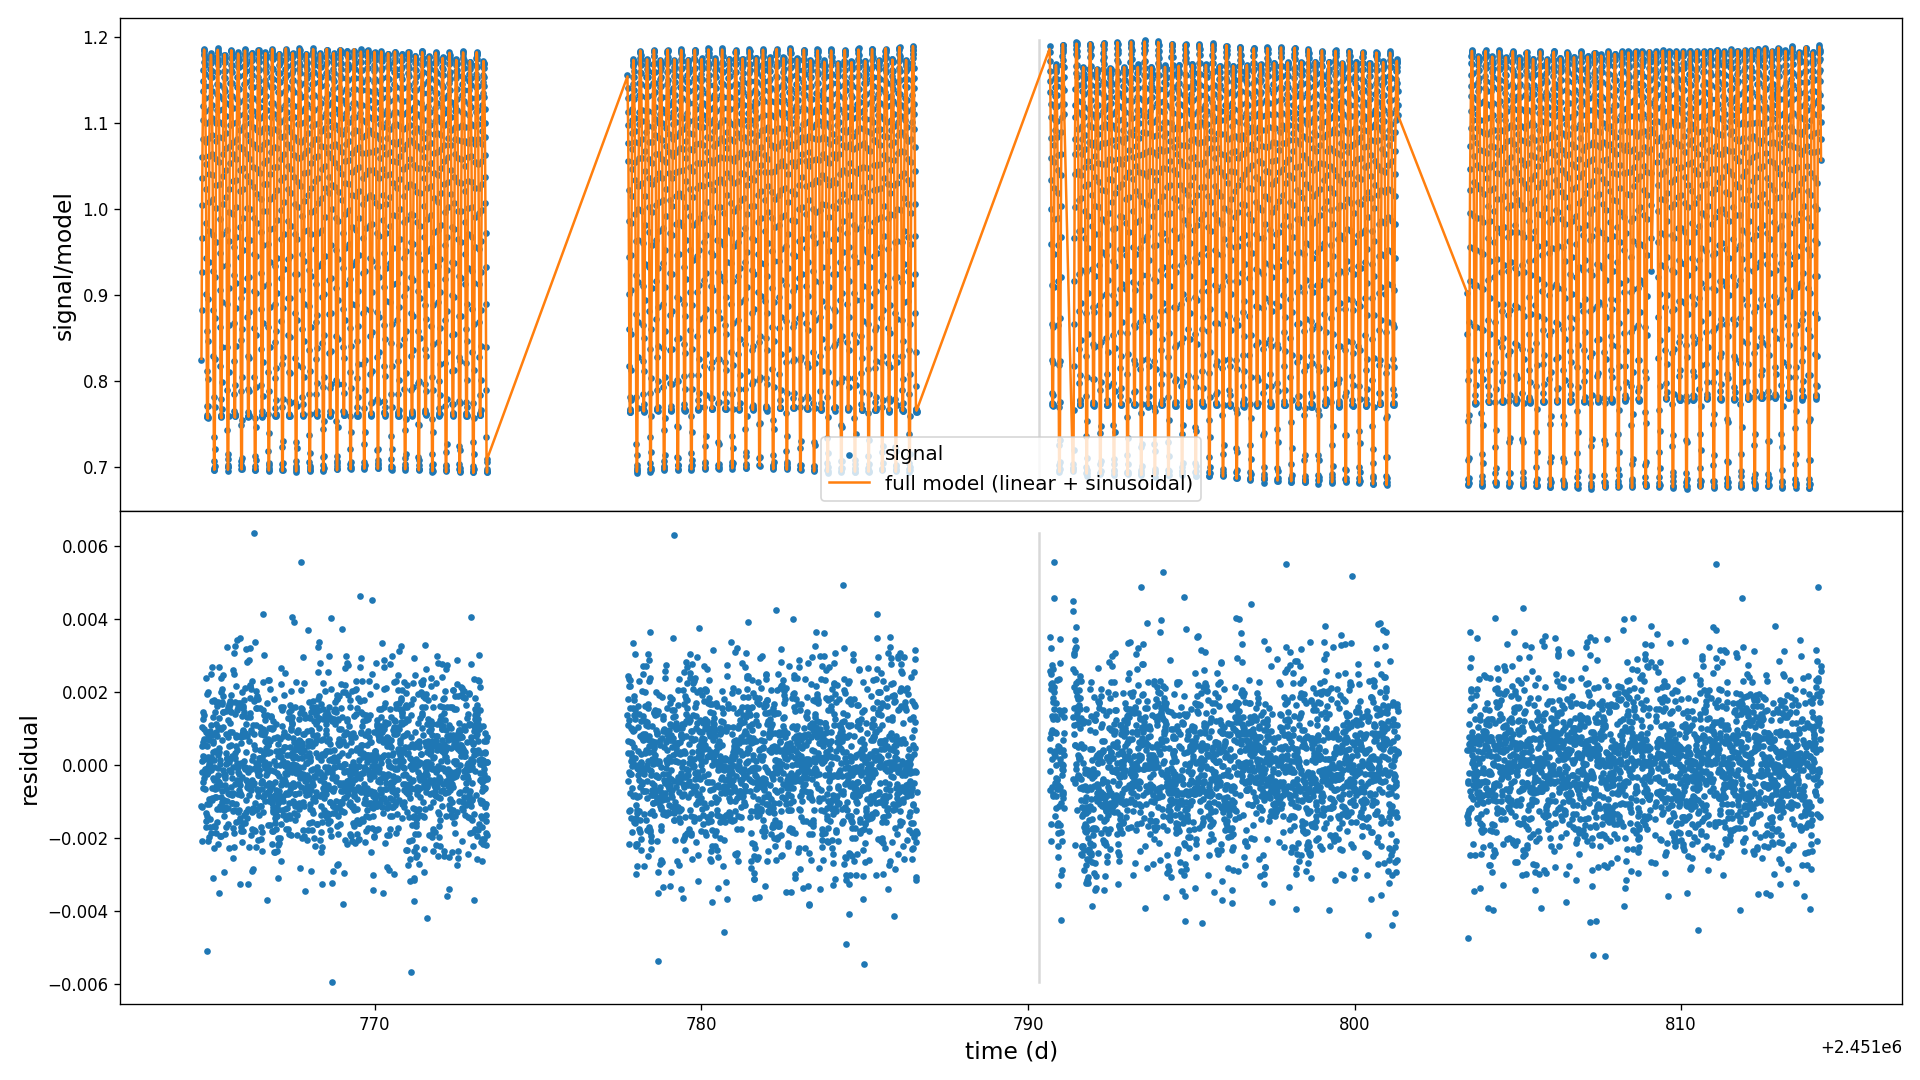 1.2
1.1
1.0
0.9
0.8
0.7
signal/model
signal
full model (linear + sinusoidal)
0.006
0.004
0.002
0.000
−0.002
−0.004
−0.006
residual
770 780 790 800 810
time (d)
+2.451e6